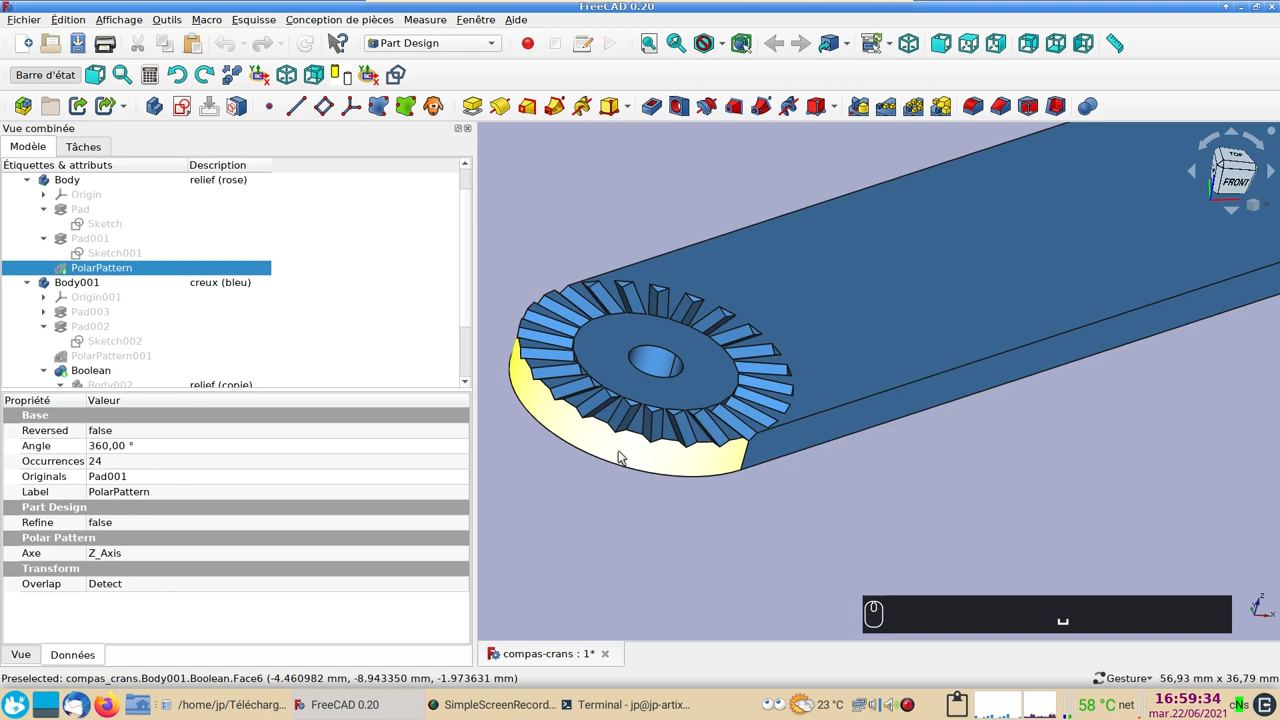 FreeCAD 0.20
Fichier Édition Affichage Outils Macro Esquisse Conception de pièces Measure Fenêtre Aide
Part Design
Barre d'état
Vue combinée
Modèle Tâches
Étiquettes & attributs Description
Body relief (rose)
Origin
Pad
Sketch
Pad001
Sketch001
PolarPattern
Body001 creux (bleu)
Origin001
Pad003
Pad002
Sketch002
PolarPattern001
Boolean
Body002 relief (copie)
Propriété Valeur
Base
Reversed false
Angle 360,00 °
Occurrences 24
Originals Pad001
Label PolarPattern
Part Design
Refine false
Polar Pattern
Axe Z_Axis
Transform
Overlap Detect
Vue Données
TOP
FRONT
compas-crans : 1*
Preselected: compas_crans.Body001.Boolean.Face6 (-4.460982 mm, -8.943350 mm, -1.973631 mm)
Gesture 56,93 mm x 36,79 mm
/home/jp/Télécharg... FreeCAD 0.20 SimpleScreenRecord... Terminal - jp@jp-artix...
23 °C
58 °C net
16:59:34
mar.22/06/2021